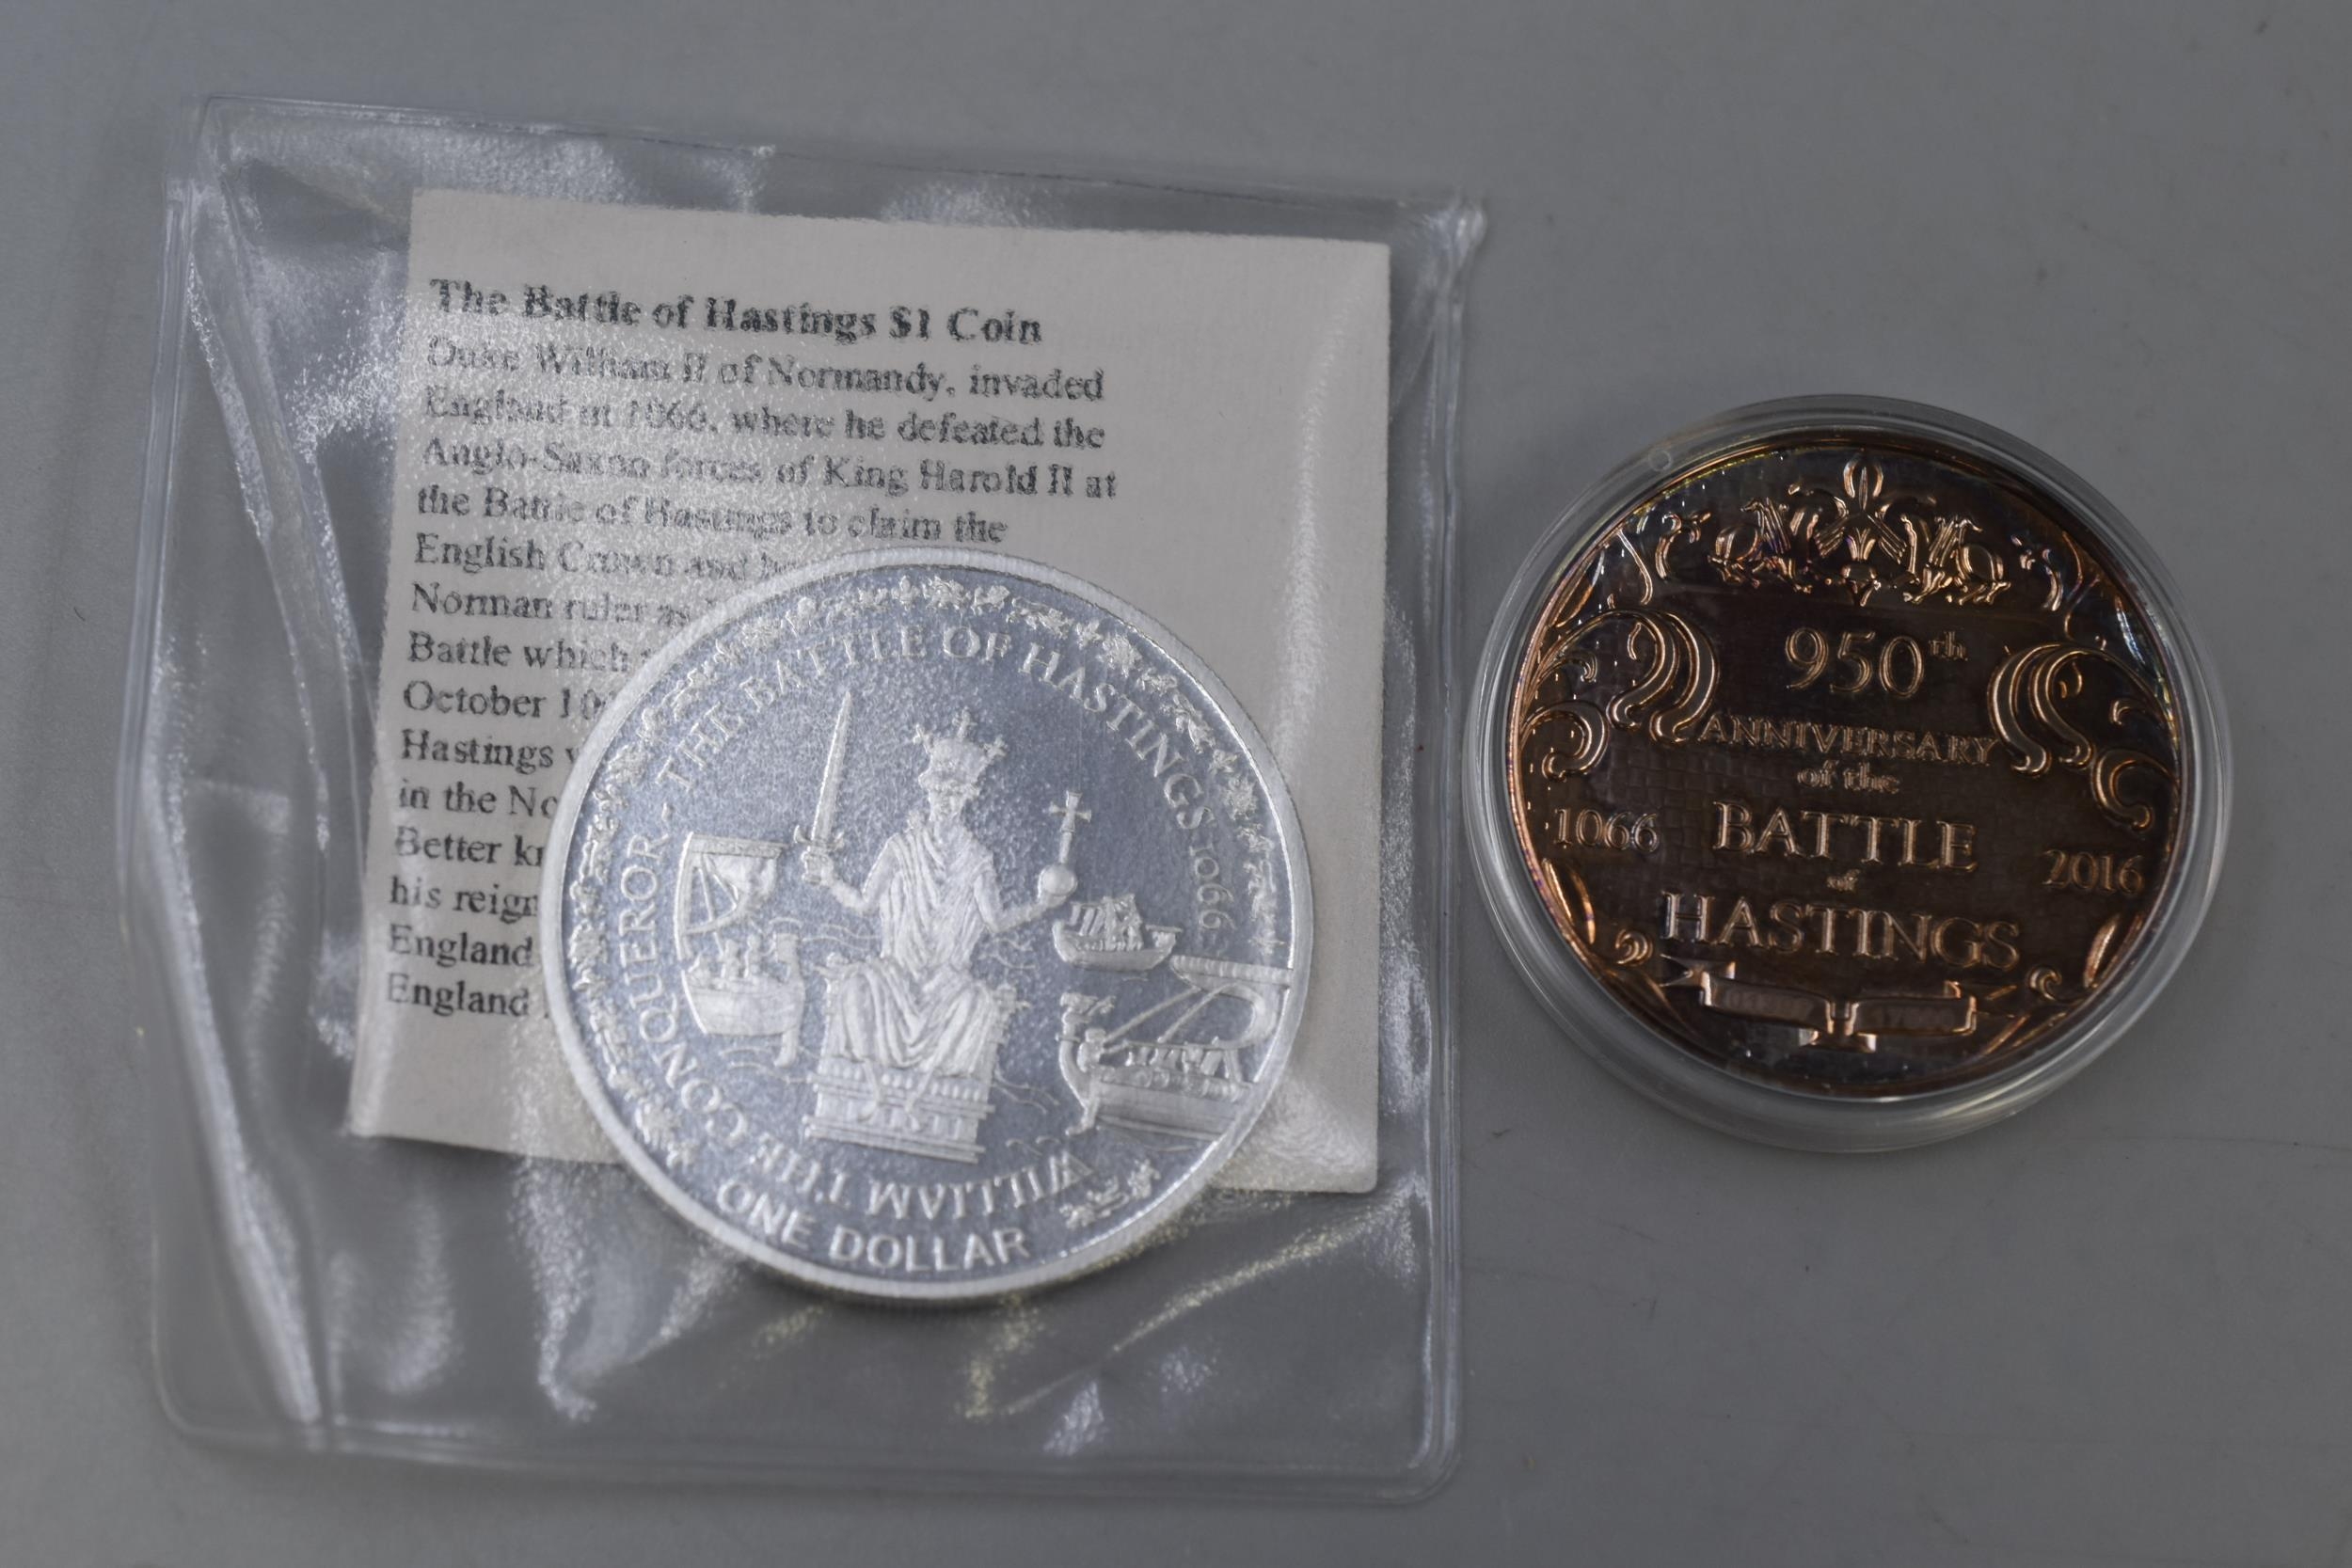 The Battle of Hastings $1 Coin
Duke William II of Normandy, invaded
England in 1066, where he defeated the
Anglo-Saxon forces of King Harold II at
the Battle of Hastings to claim the
English Crown and
Norman ruler as
Battle which
October
Hastings
in the
Better
his reign
England
England
WILLIAM THE CONQUEROR - THE BATTLE OF HASTINGS 1066
ONE DOLLAR
950th
ANNIVERSARY
of the
1066 BATTLE 2016
of
HASTINGS